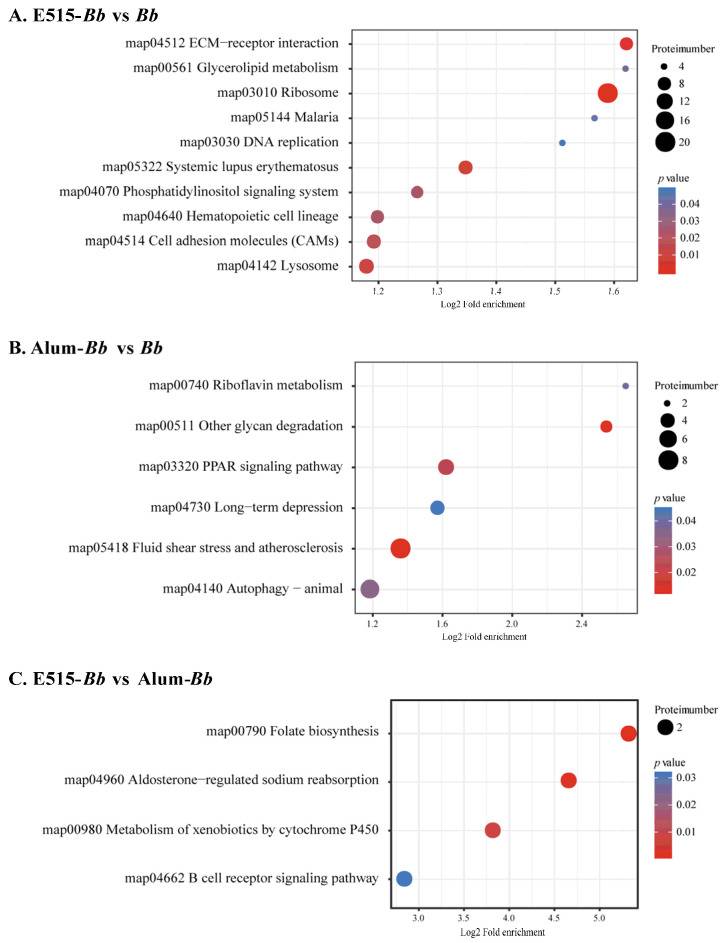 A. E515-Bb vs Bb
map04512 ECM−receptor interaction
map00561 Glycerolipid metabolism
map03010 Ribosome
map05144 Malaria
map03030 DNA replication
map05322 Systemic lupus erythematosus
map04070 Phosphatidylinositol signaling system
map04640 Hematopoietic cell lineage
map04514 Cell adhesion molecules (CAMs)
map04142 Lysosome
1.2 1.3 1.4 1.5 1.6
Log2 Fold enrichment
Proteinumber
4
8
12
16
20
p value
0.04
0.03
0.02
0.01
B. Alum-Bb vs Bb
map00740 Riboflavin metabolism
map00511 Other glycan degradation
map03320 PPAR signaling pathway
map04730 Long−term depression
map05418 Fluid shear stress and atherosclerosis
map04140 Autophagy − animal
1.2 1.6 2.0 2.4
Log2 Fold enrichment
Proteinumber
2
4
6
8
p value
0.04
0.03
0.02
C. E515-Bb vs Alum-Bb
map00790 Folate biosynthesis
map04960 Aldosterone−regulated sodium reabsorption
map00980 Metabolism of xenobiotics by cytochrome P450
map04662 B cell receptor signaling pathway
3.0 3.5 4.0 4.5 5.0
Log2 Fold enrichment
Proteinumber
2
p value
0.03
0.02
0.01